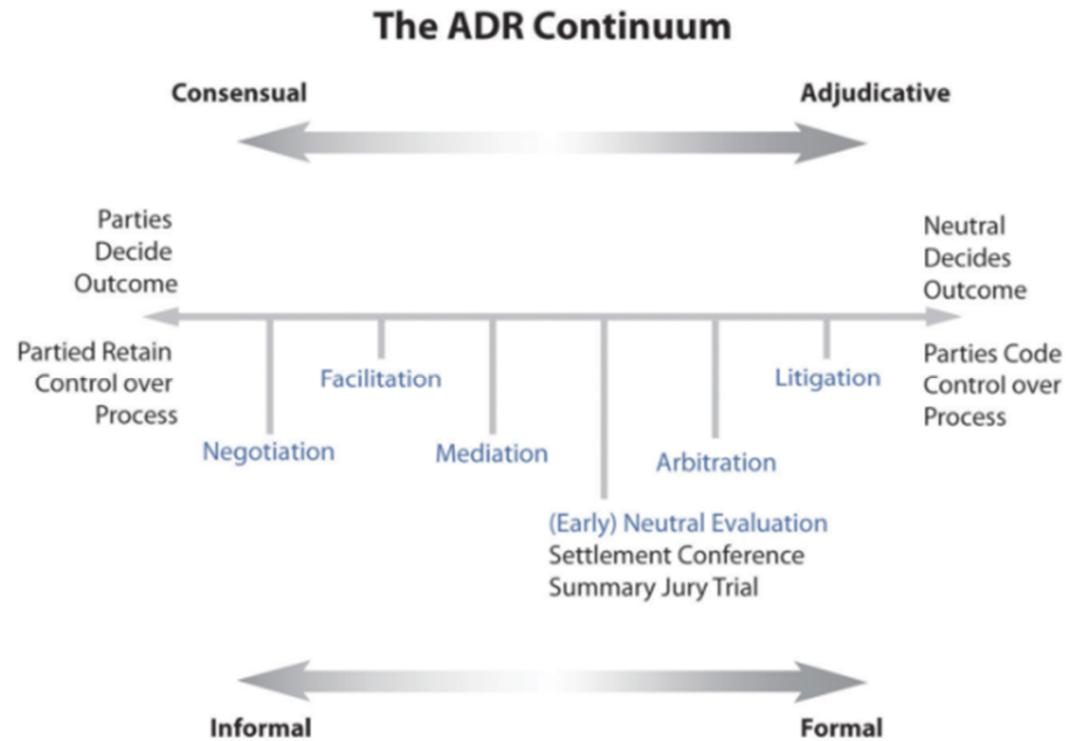 The ADR Continuum
Consensual
Adjudicative
Parties
Decide
Outcome
Neutral
Decides
Outcome
Partied Retain
Control over
Process
Parties Code
Control over
Process
Facilitation
Litigation
Negotiation
Mediation
Arbitration
(Early) Neutral Evaluation
Settlement Conference
Summary Jury Trial
Informal
Formal